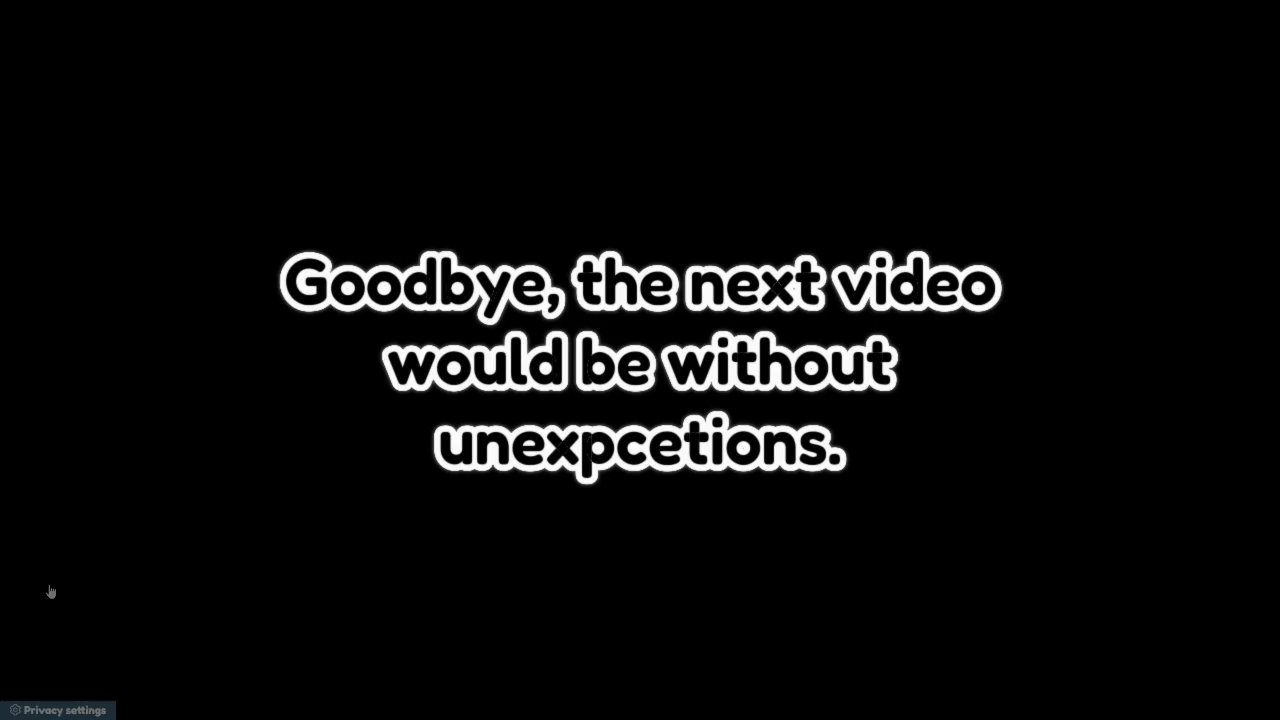 Goodbye, the next video
would be without
unexpcetions.
Privacy settings